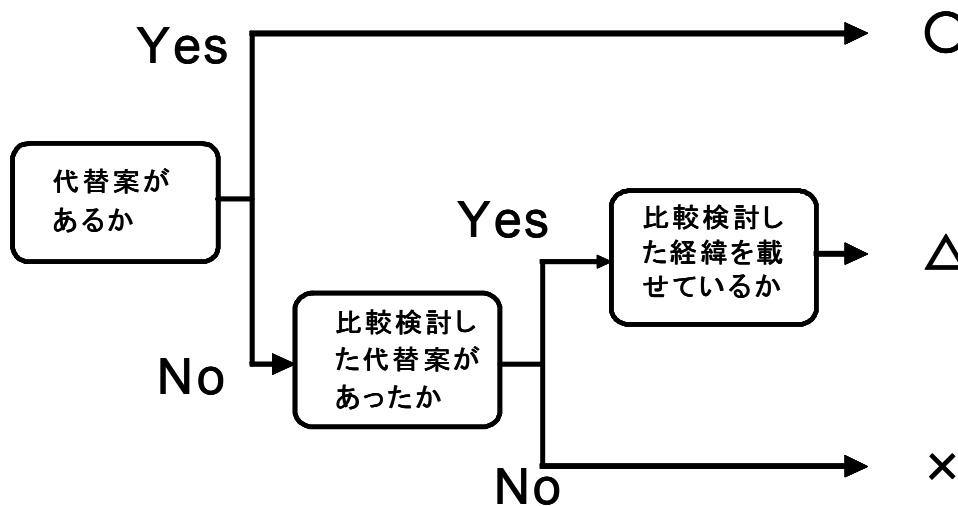 Yes
○
代替案が
あるか
Yes
比較検討し
た経緯を載
せているか
△
No
比較検討し
た代替案が
あったか
No
×